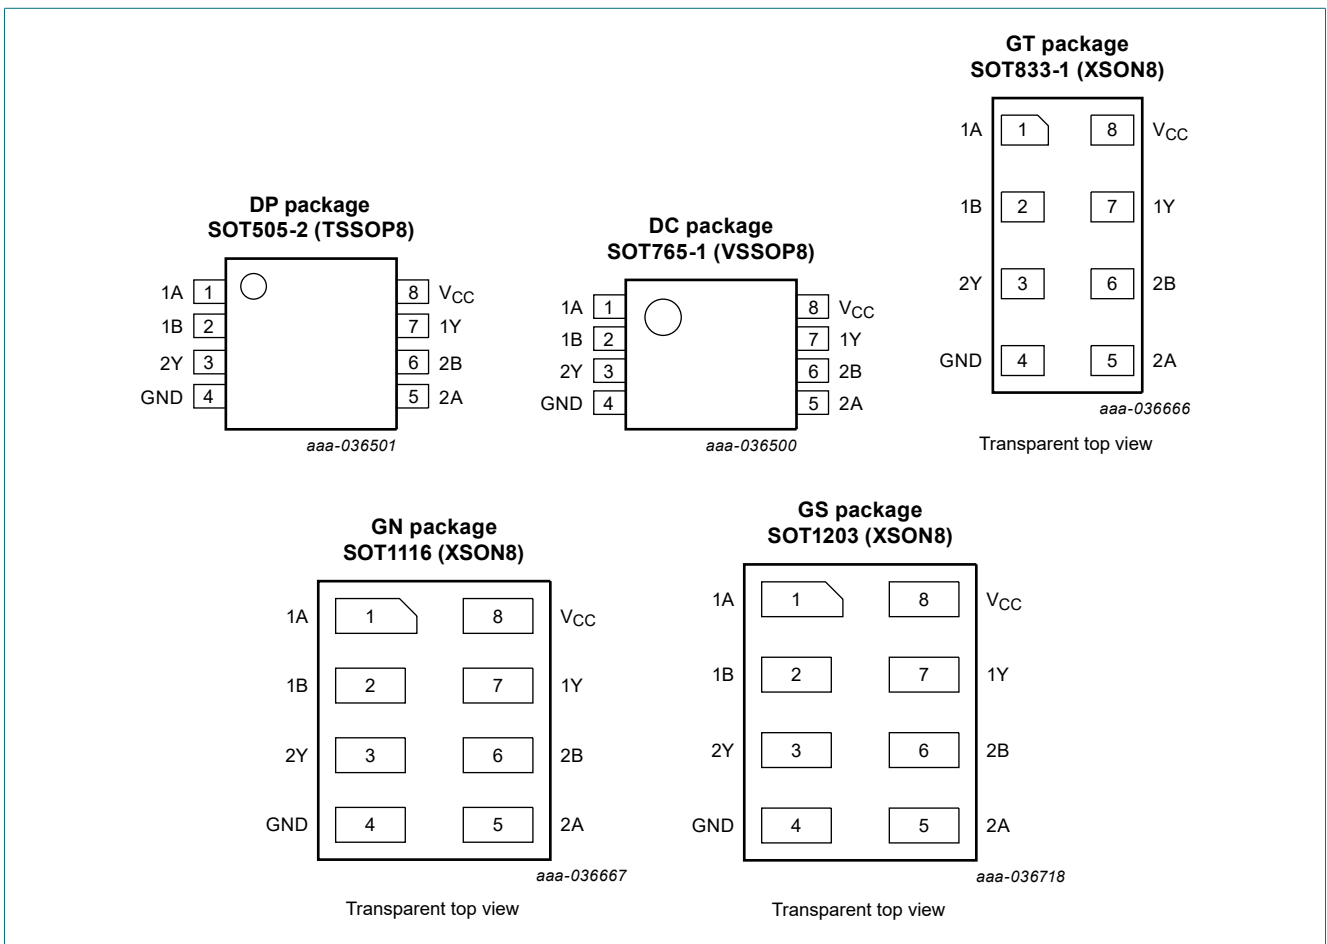 GT package
SOT833-1 (XSON8)
1A 1 8 VCC
1B 2 7 1Y
2Y 3 6 2B
GND 4 5 2A
aaa-036666
Transparent top view
DP package
SOT505-2 (TSSOP8)
1A 1 8 VCC
1B 2 7 1Y
2Y 3 6 2B
GND 4 5 2A
aaa-036501
DC package
SOT765-1 (VSSOP8)
1A 1 8 VCC
1B 2 7 1Y
2Y 3 6 2B
GND 4 5 2A
aaa-036500
GN package
SOT1116 (XSON8)
1A 1 8 VCC
1B 2 7 1Y
2Y 3 6 2B
GND 4 5 2A
aaa-036667
Transparent top view
GS package
SOT1203 (XSON8)
1A 1 8 VCC
1B 2 7 1Y
2Y 3 6 2B
GND 4 5 2A
aaa-036718
Transparent top view